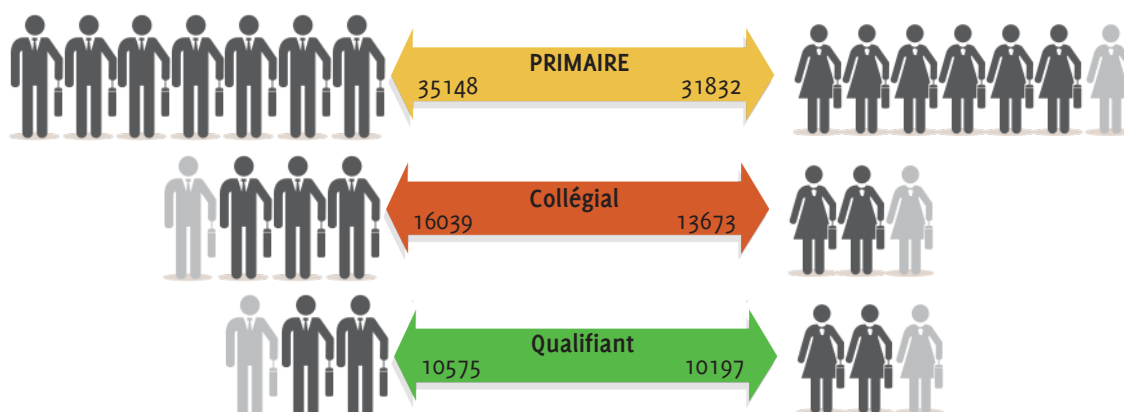 PRIMAIRE
35148 31832
Collégial
16039 13673
Qualifiant
10575 10197